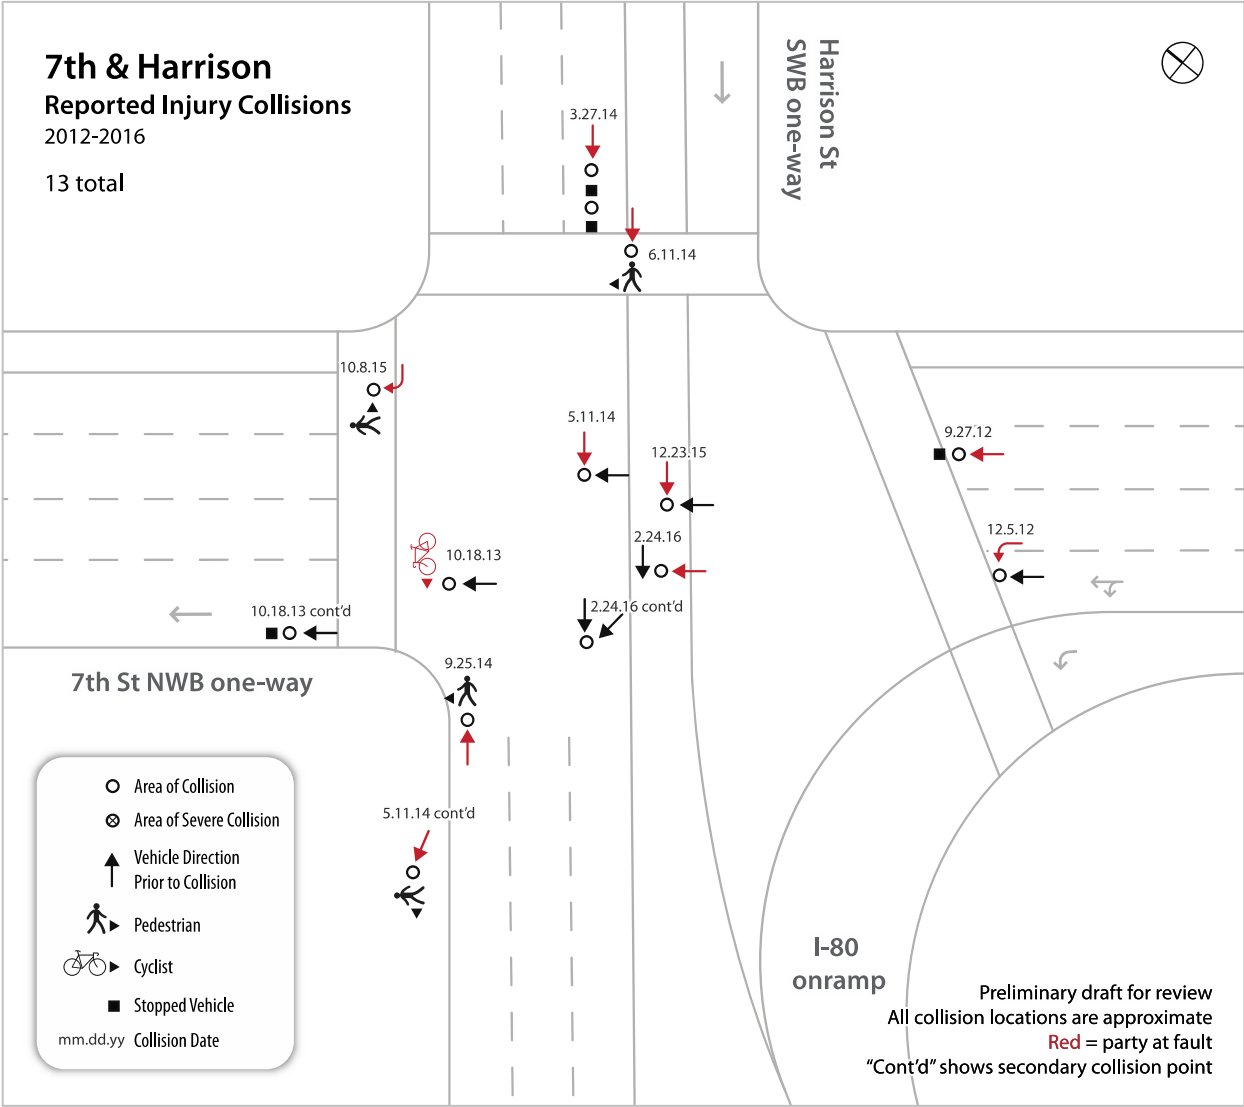 7th & Harrison
Reported Injury Collisions
2012-2016
13 total
Harrison St
SWB one-way
3.27.14
6.11.14
10.8.15
5.11.14
12.23.15
9.27.12
2.24.16
12.5.12
10.18.13
10.18.13 cont’d
2.24.16 cont’d
9.25.14
7th St NWB one-way
5.11.14 cont’d
Area of Collision
Area of Severe Collision
Vehicle Direction
Prior to Collision
Pedestrian
Cyclist
Stopped Vehicle
mm.dd.yy Collision Date
I-80
onramp
Preliminary draft for review
All collision locations are approximate
Red = party at fault
“Cont’d” shows secondary collision point